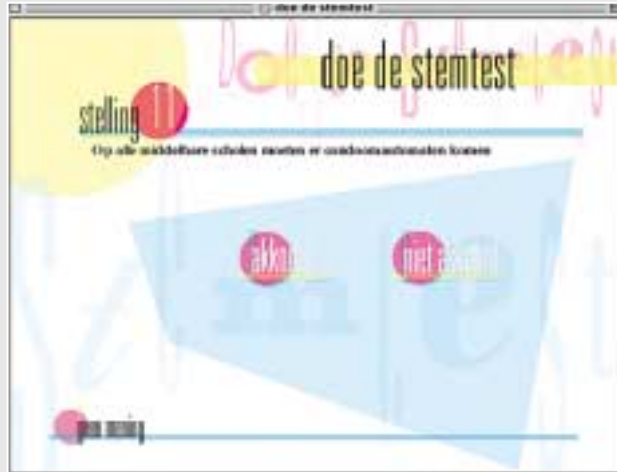 doe de stemtest
doe de stemtest
stelling 11
Op alle middelbare scholen moeten er condoomautomaten komen
akkoord
niet akkoord
geen mening